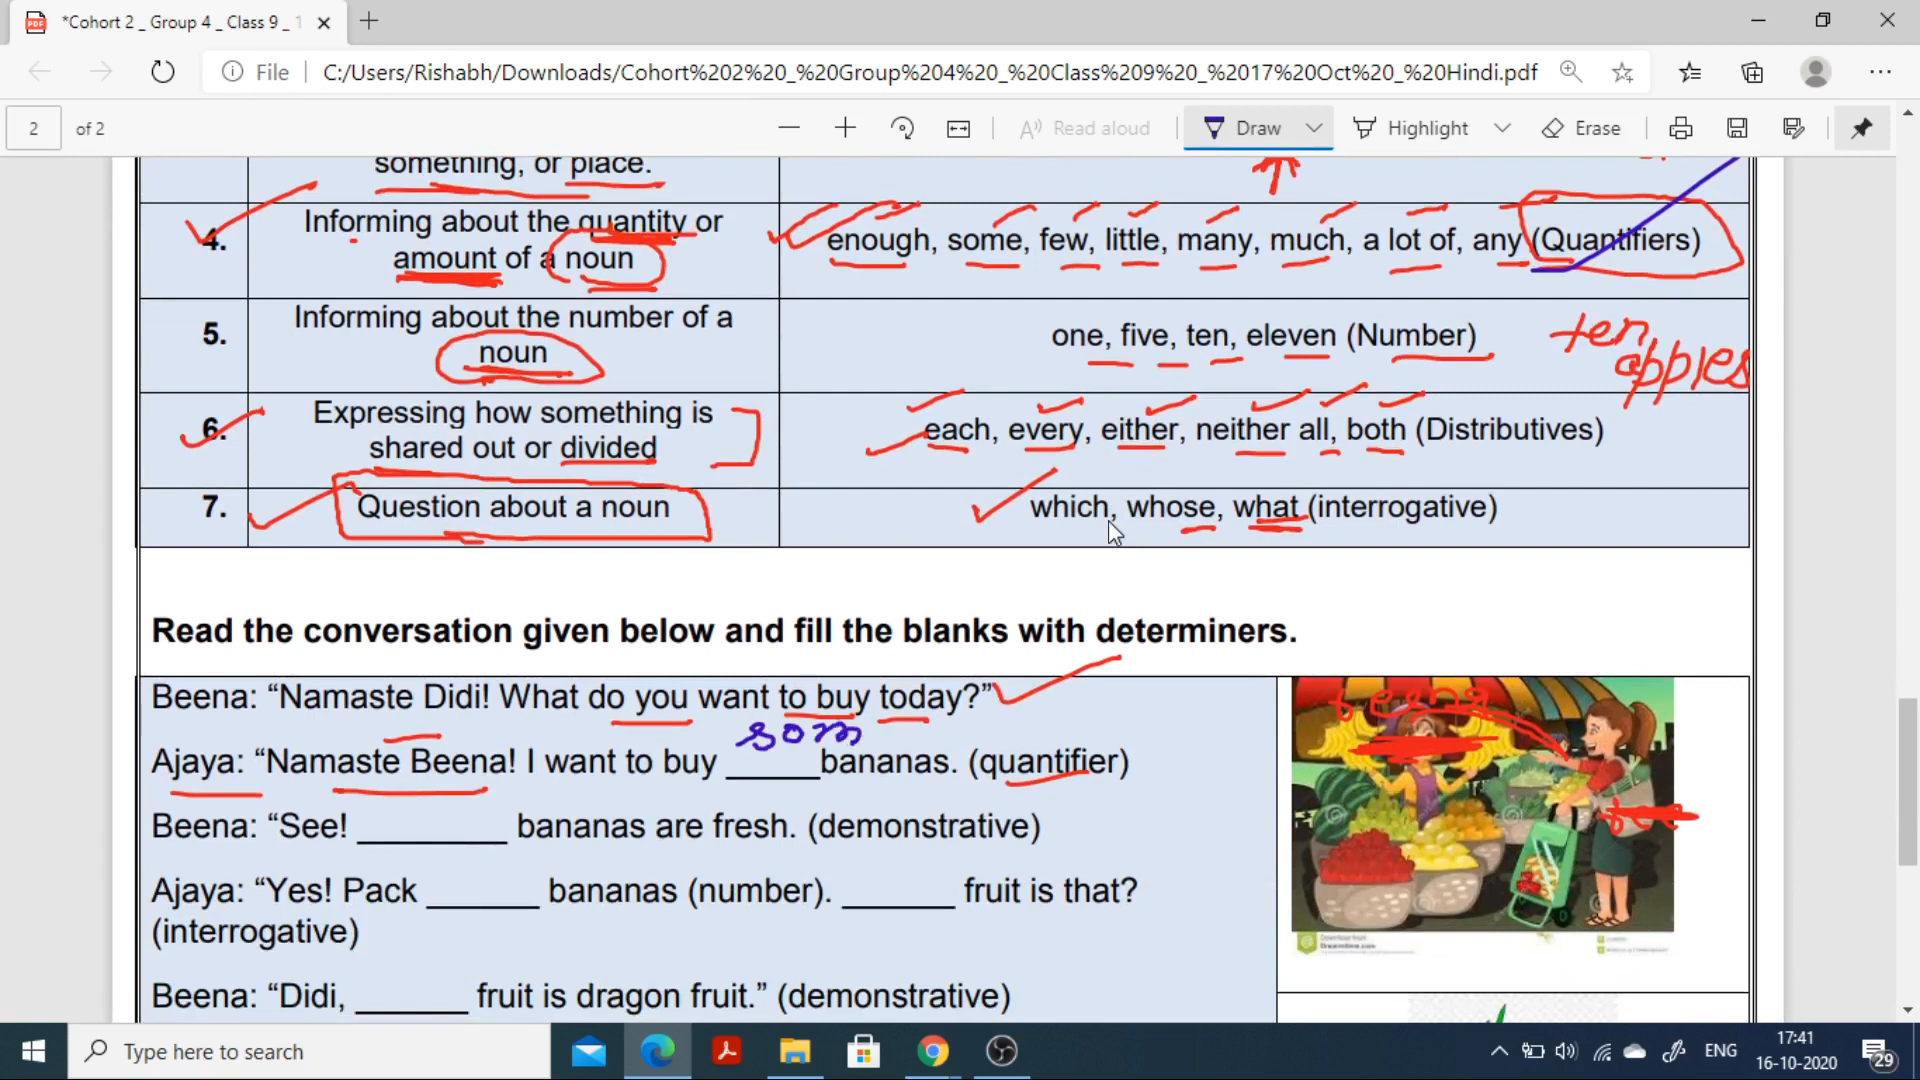 *Cohort 2 _ Group 4 _ Class 9 _ 1
File
C:/Users/Rishabh/Downloads/Cohort%202%20_%20Group%204%20_%20Class%209%20_%2017%20Oct%20_%20Hindi.pdf
2 of 2
Read aloud
Draw
Highlight
Erase
something, or place.
4. Informing about the quantity or amount of a noun
enough, some, few, little, many, much, a lot of, any (Quantifiers)
5. Informing about the number of a noun
one, five, ten, eleven (Number)
ten
apples
6. Expressing how something is shared out or divided
each, every, either, neither all, both (Distributives)
7. Question about a noun
which, whose, what (interrogative)
Read the conversation given below and fill the blanks with determiners.
Beena: “Namaste Didi! What do you want to buy today?”
som
Ajaya: “Namaste Beena! I want to buy _____bananas. (quantifier)
Beena: “See! ________ bananas are fresh. (demonstrative)
Ajaya: “Yes! Pack ______ bananas (number). ______ fruit is that?
(interrogative)
Beena: “Didi, ______ fruit is dragon fruit.” (demonstrative)
Type here to search
ENG
17:41
16-10-2020
29